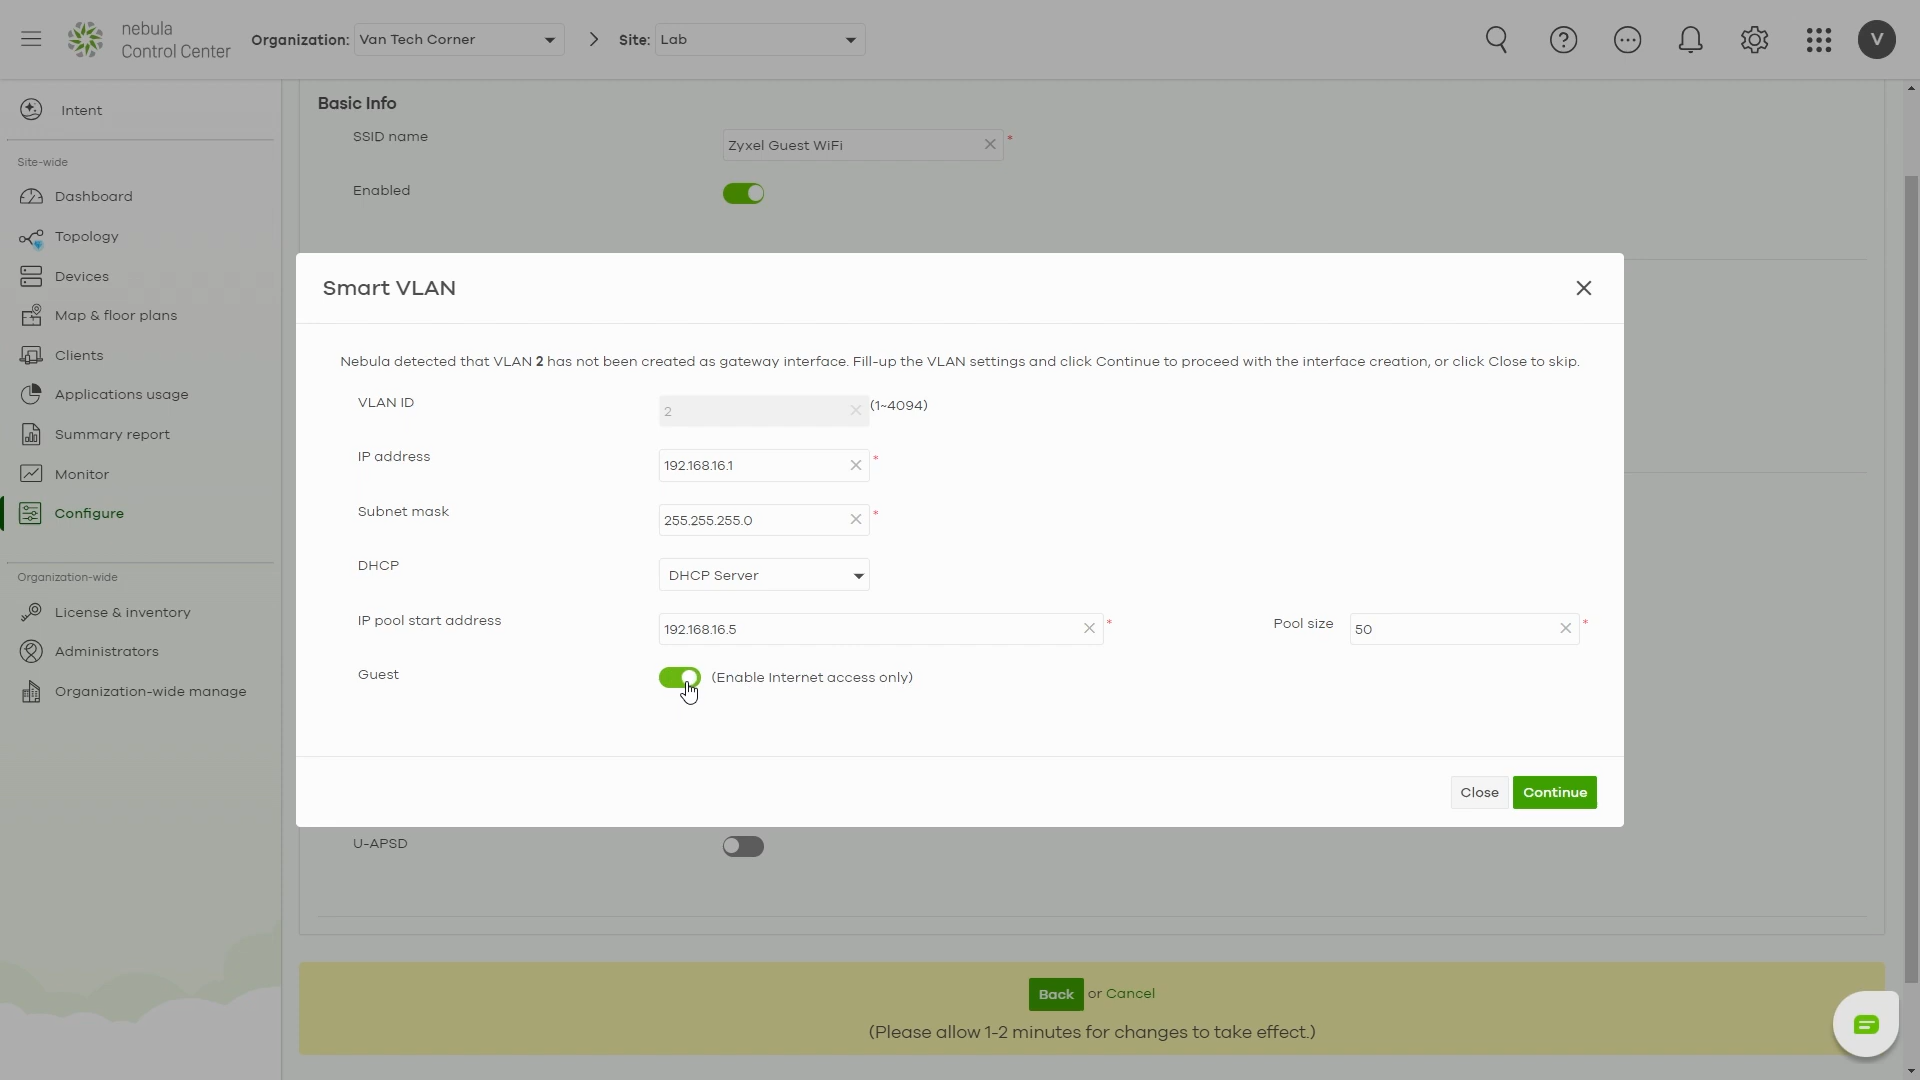 nebula
Control Center
Organization: Van Tech Corner
Site: Lab
V
Intent
Site-wide
Dashboard
Topology
Devices
Map & floor plans
Clients
Applications usage
Summary report
Monitor
Configure
Organization-wide
License & inventory
Administrators
Organization-wide manage
Basic Info
SSID name Zyxel Guest WiFi *
Enabled
Smart VLAN
Nebula detected that VLAN 2 has not been created as gateway interface. Fill-up the VLAN settings and click Continue to proceed with the interface creation, or click Close to skip.
VLAN ID 2 (1~4094)
IP address 192.168.16.1 *
Subnet mask 255.255.255.0 *
DHCP DHCP Server
IP pool start address 192.168.16.5 * Pool size 50 *
Guest (Enable Internet access only)
Close Continue
U-APSD
Back or Cancel
(Please allow 1-2 minutes for changes to take effect.)